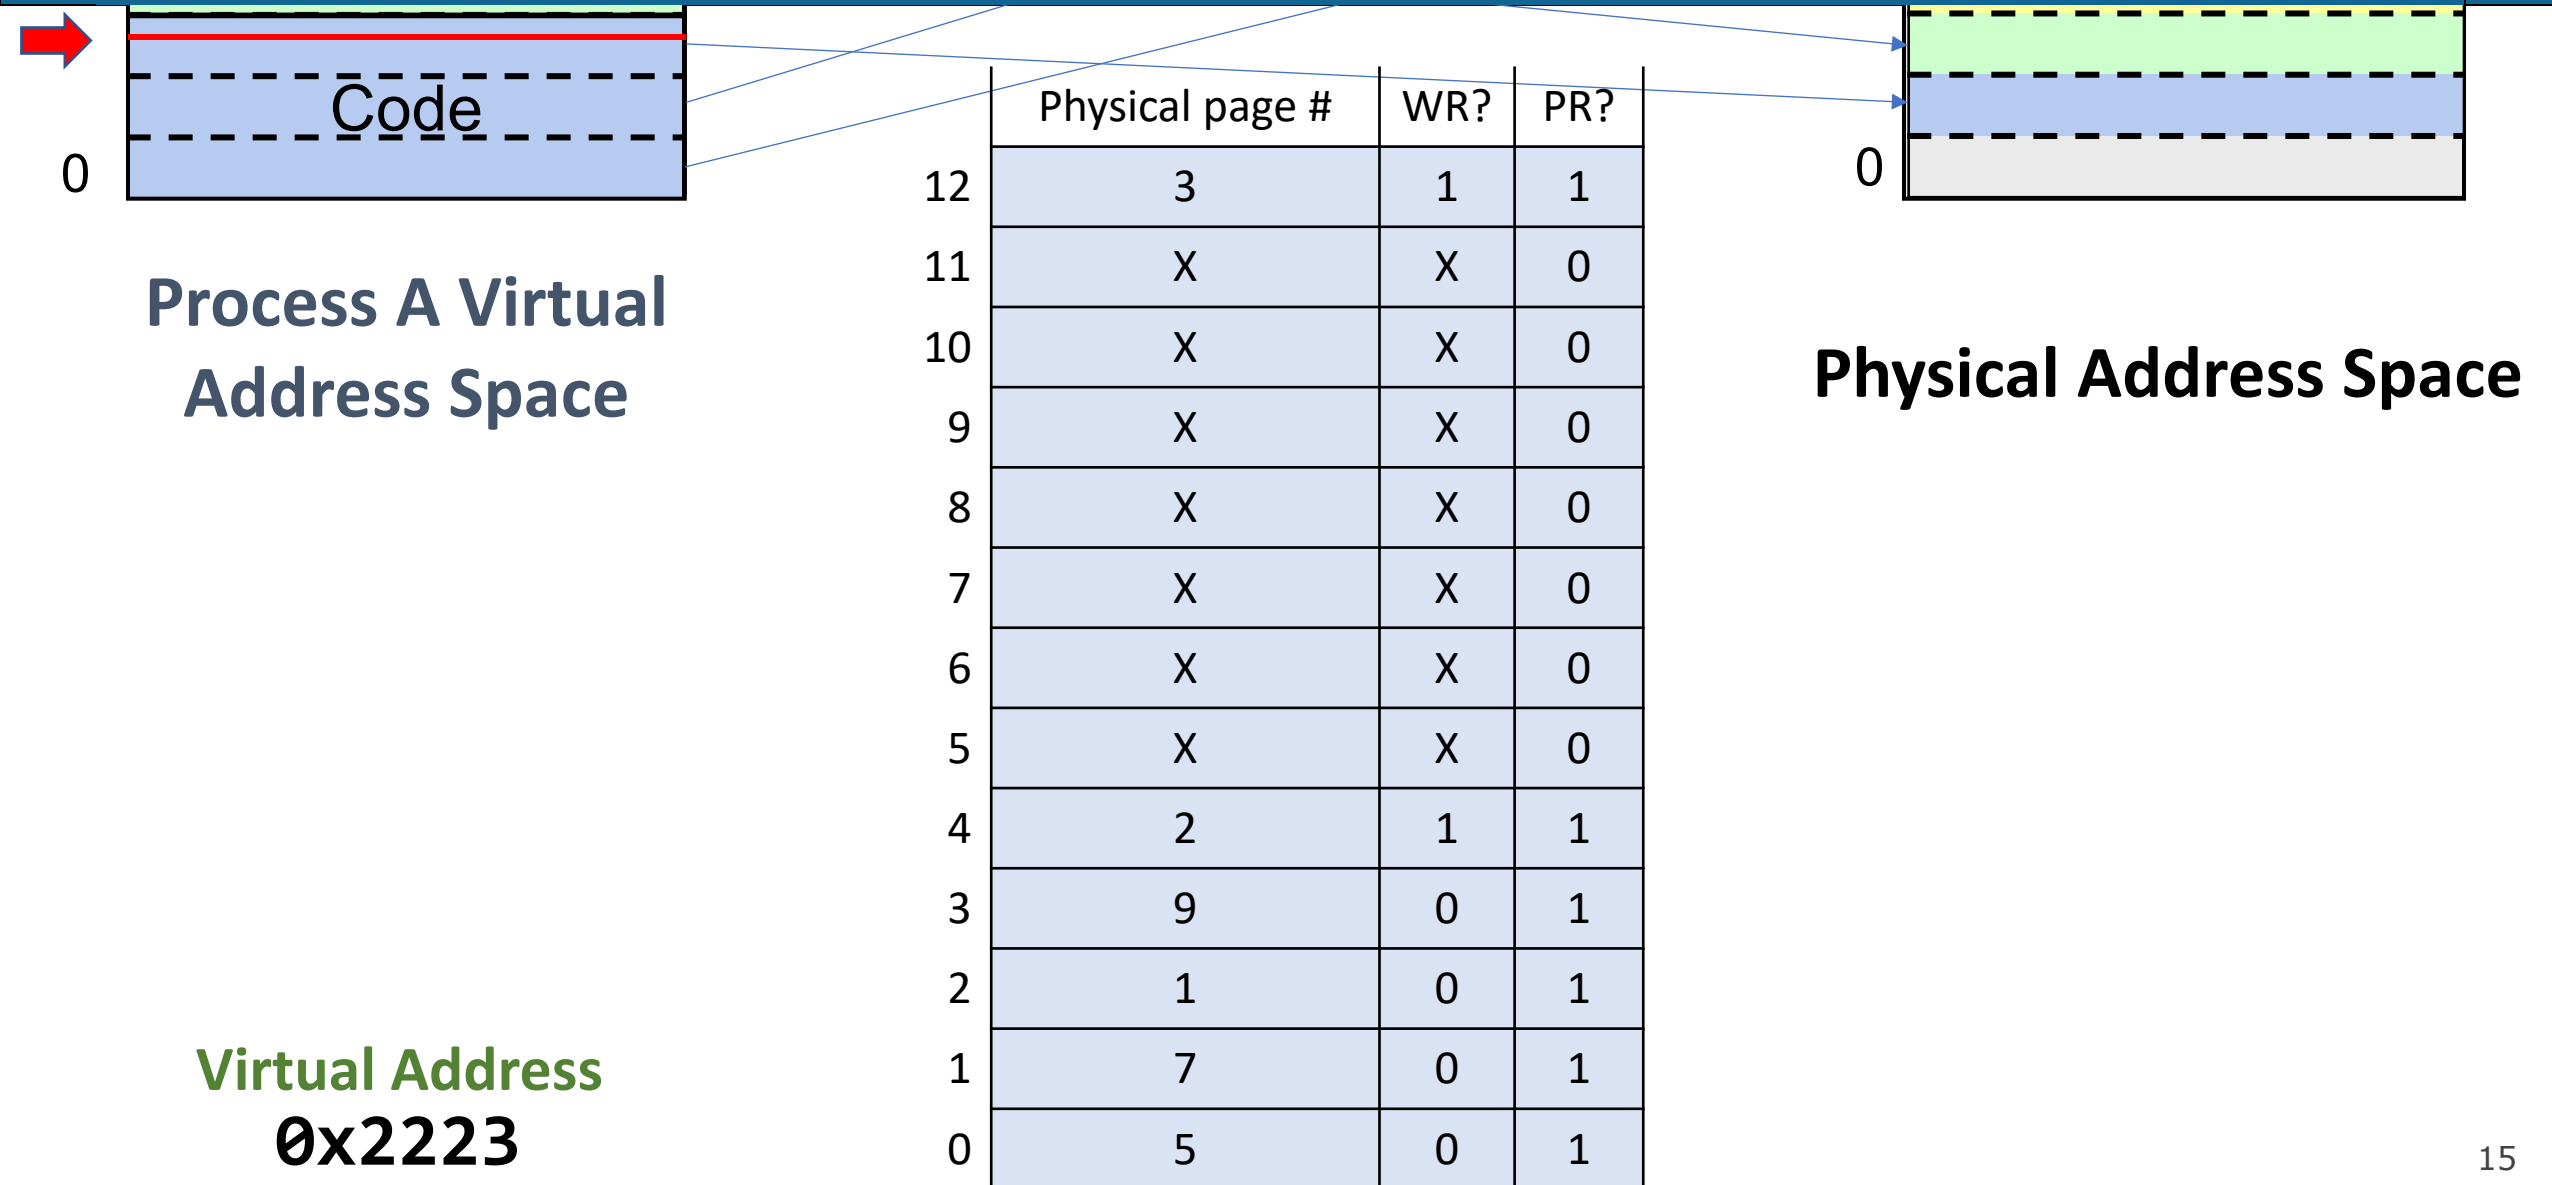 Code
0
Process A Virtual
Address Space
Virtual Address
0x2223
Physical page # WR? PR?
12 3 1 1
11 X X 0
10 X X 0
9 X X 0
8 X X 0
7 X X 0
6 X X 0
5 X X 0
4 2 1 1
3 9 0 1
2 1 0 1
1 7 0 1
0 5 0 1
0
Physical Address Space
15